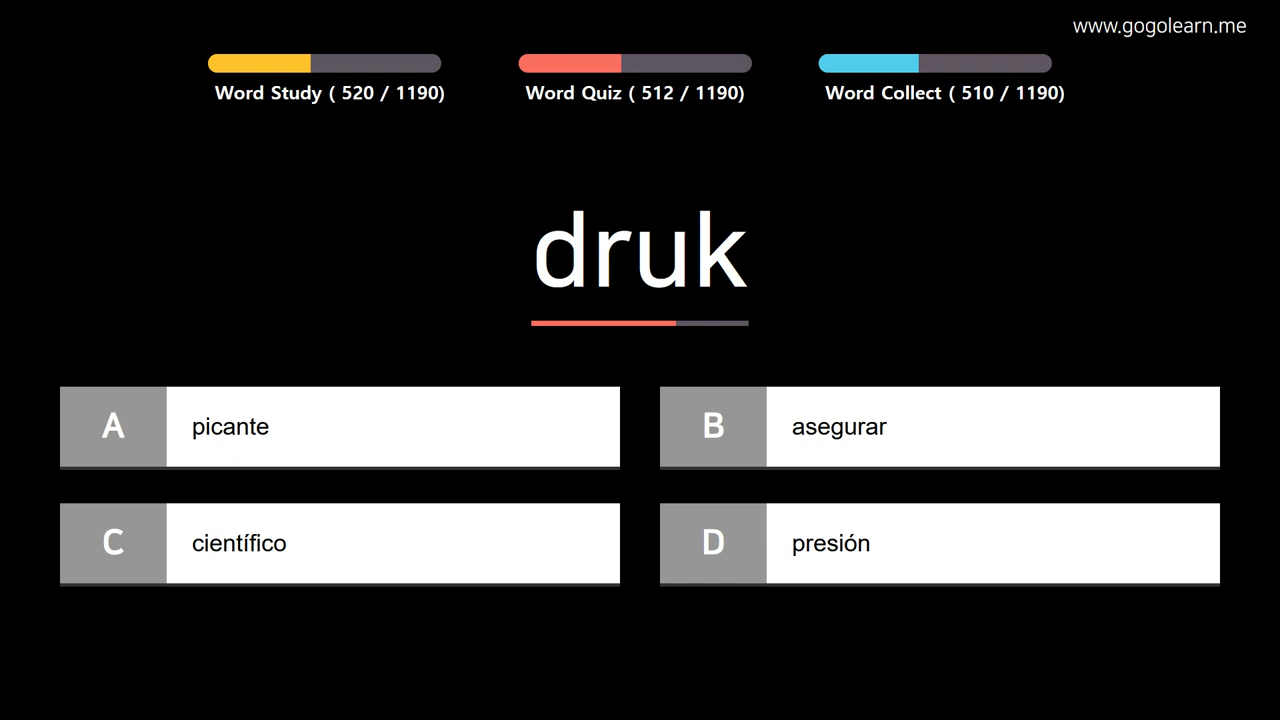 www.gogolearn.me
Word Study ( 520 / 1190)
Word Quiz ( 512 / 1190)
Word Collect ( 510 / 1190)
druk
A picante
B asegurar
C científico
D presión